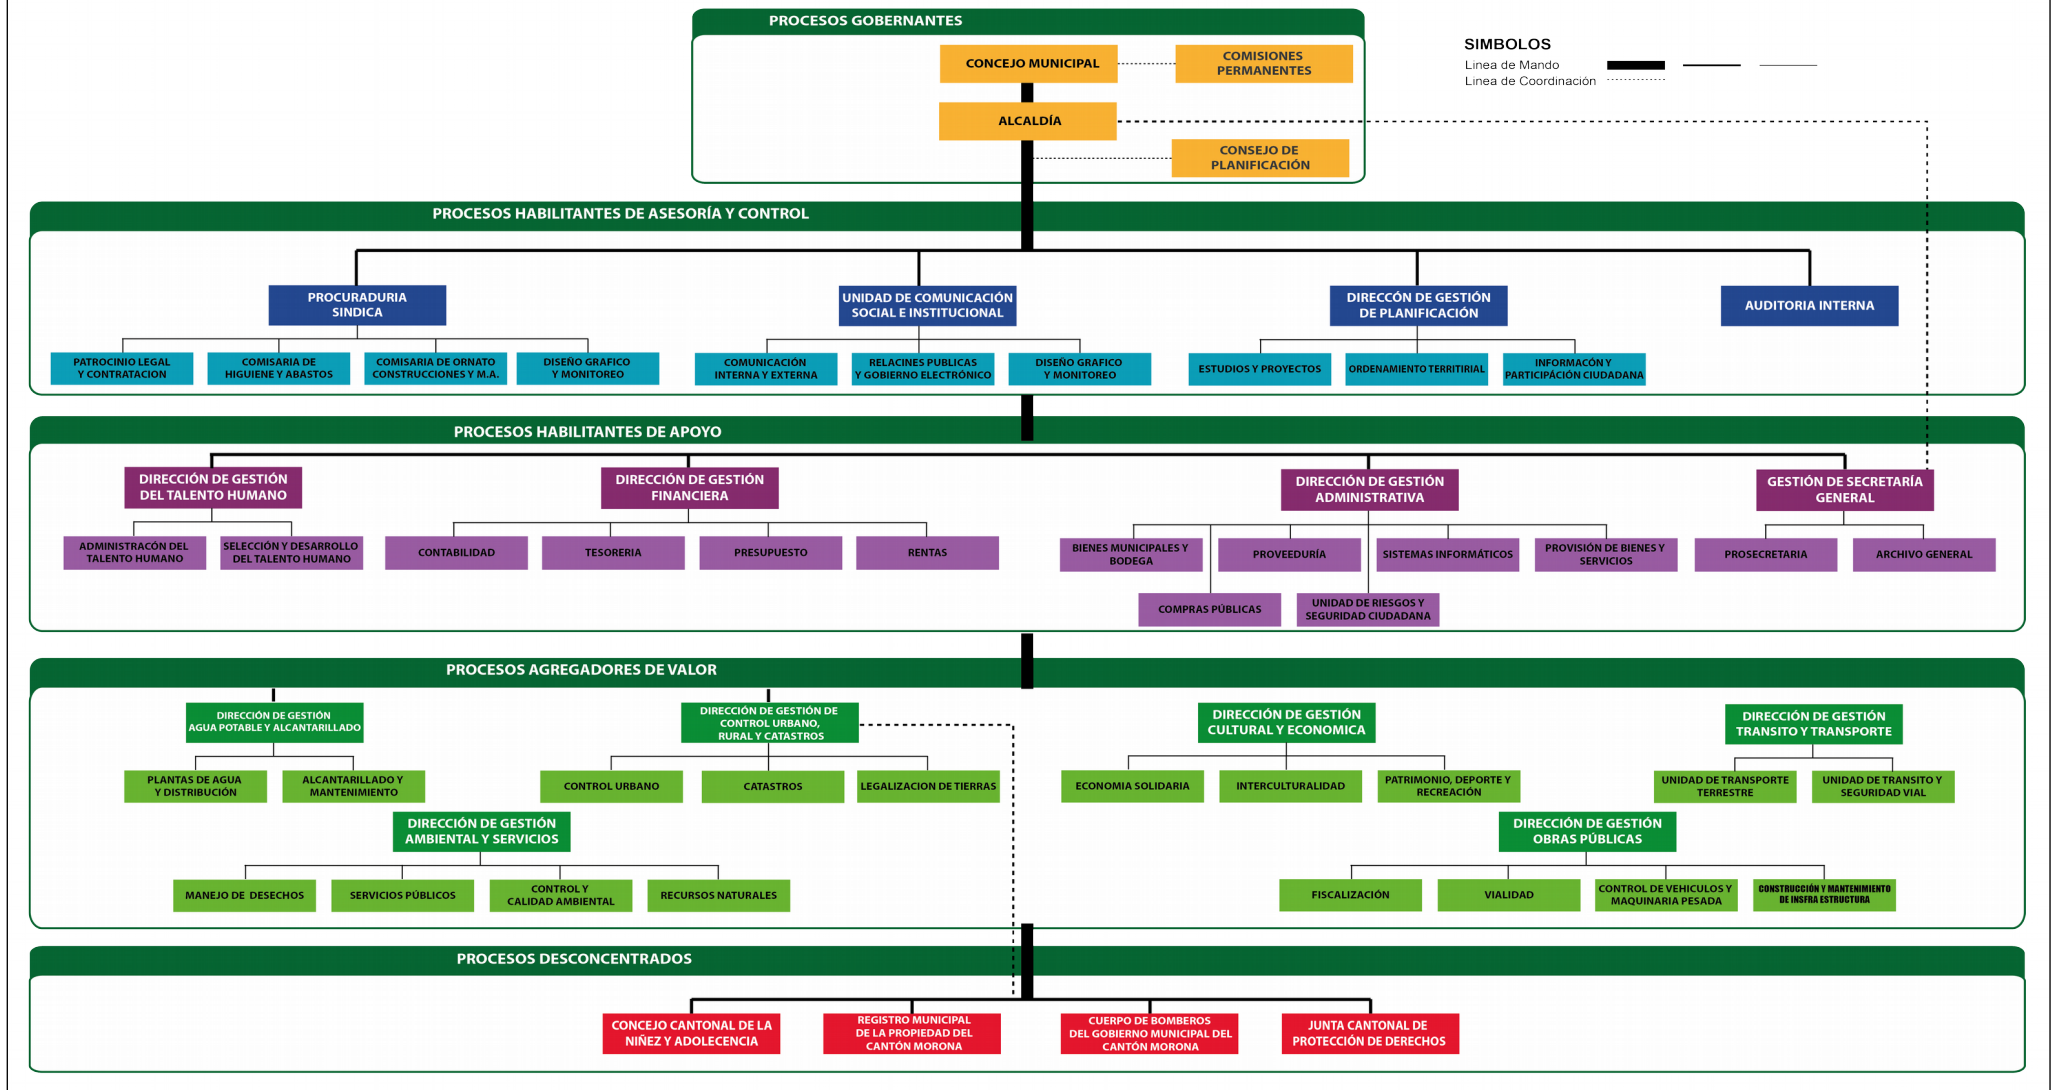 PROCESOS GOBERNANTES
CONCEJO MUNICIPAL
COMISIONES
PERMANENTES
SIMBOLOS
Linea de Mando
Linea de Coordinación
ALCALDÍA
CONSEJO DE
PLANIFICACIÓN
PROCESOS HABILITANTES DE ASESORÍA Y CONTROL
PROCURADURIA
SINDICA
UNIDAD DE COMUNICACIÓN
SOCIAL E INSTITUCIONAL
DIRECCÓN DE GESTIÓN
DE PLANIFICACIÓN
AUDITORIA INTERNA
PATROCINIO LEGAL
Y CONTRATACION
COMISARIA DE
HIGUIENE Y ABASTOS
COMISARIA DE ORNATO
CONSTRUCCIONES Y M.A.
DISEÑO GRAFICO
Y MONITOREO
COMUNICACIÓN
INTERNA Y EXTERNA
RELACINES PUBLICAS
Y GOBIERNO ELECTRÓNICO
DISEÑO GRAFICO
Y MONITOREO
ESTUDIOS Y PROYECTOS
ORDENAMIENTO TERRITIRIAL
INFORMACÓN Y
PARTICIPÁCIÓN CIUDADANA
PROCESOS HABILITANTES DE APOYO
DIRECCIÓN DE GESTIÓN
DEL TALENTO HUMANO
DIRECCIÓN DE GESTIÓN
FINANCIERA
DIRECCIÓN DE GESTIÓN
ADMINISTRATIVA
GESTIÓN DE SECRETARÍA
GENERAL
ADMINISTRACÓN DEL
TALENTO HUMANO
SELECCIÓN Y DESARROLLO
DEL TALENTO HUMANO
CONTABILIDAD
TESORERIA
PRESUPUESTO
RENTAS
BIENES MUNICIPALES Y
BODEGA
PROVEEDURÍA
SISTEMAS INFORMÁTICOS
PROVISIÓN DE BIENES Y
SERVICIOS
PROSECRETARIA
ARCHIVO GENERAL
COMPRAS PÚBLICAS
UNIDAD DE RIESGOS Y
SEGURIDAD CIUDADANA
PROCESOS AGREGADORES DE VALOR
DIRECCIÓN DE GESTIÓN
AGUA POTABLE Y ALCANTARILLADO
DIRECCIÓN DE GESTIÓN DE
CONTROL URBANO,
RURAL Y CATASTROS
DIRECCIÓN DE GESTIÓN
CULTURAL Y ECONOMICA
DIRECCIÓN DE GESTIÓN
TRANSITO Y TRANSPORTE
PLANTAS DE AGUA
Y DISTRIBUCIÓN
ALCANTARILLADO Y
MANTENIMIENTO
CONTROL URBANO
CATASTROS
LEGALIZACION DE TIERRAS
ECONOMIA SOLIDARIA
INTERCULTURALIDAD
PATRIMONIO, DEPORTE Y
RECREACIÓN
UNIDAD DE TRANSPORTE
TERRESTRE
UNIDAD DE TRANSITO Y
SEGURIDAD VIAL
DIRECCIÓN DE GESTIÓN
AMBIENTAL Y SERVICIOS
DIRECCIÓN DE GESTIÓN
OBRAS PÚBLICAS
MANEJO DE DESECHOS
SERVICIOS PÚBLICOS
CONTROL Y
CALIDAD AMBIENTAL
RECURSOS NATURALES
FISCALIZACIÓN
VIALIDAD
CONTROL DE VEHICULOS Y
MAQUINARIA PESADA
CONSTRUCCIÓN Y MANTENIMIENTO
DE INSFRA ESTRUCTURA
PROCESOS DESCONCENTRADOS
CONCEJO CANTONAL DE LA
NIÑEZ Y ADOLECENCIA
REGISTRO MUNICIPAL
DE LA PROPIEDAD DEL
CANTÓN MORONA
CUERPO DE BOMBEROS
DEL GOBIERNO MUNICIPAL DEL
CANTÓN MORONA
JUNTA CANTONAL DE
PROTECCIÓN DE DERECHOS